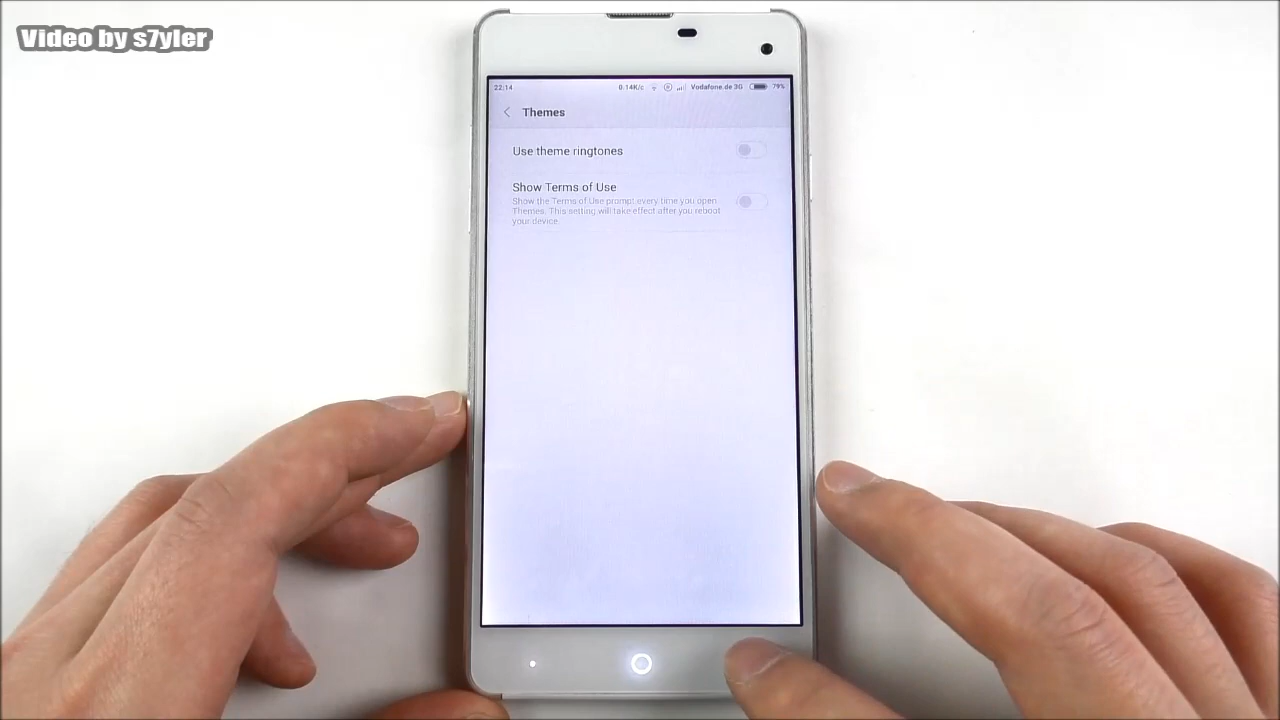 Video by s7yler
22:14 0.14K/c Vodafone.de 3G 79%
Themes
Use theme ringtones
Show Terms of Use
Show the Terms of Use prompt every time you open
Themes. This setting will take effect after you reboot
your device.